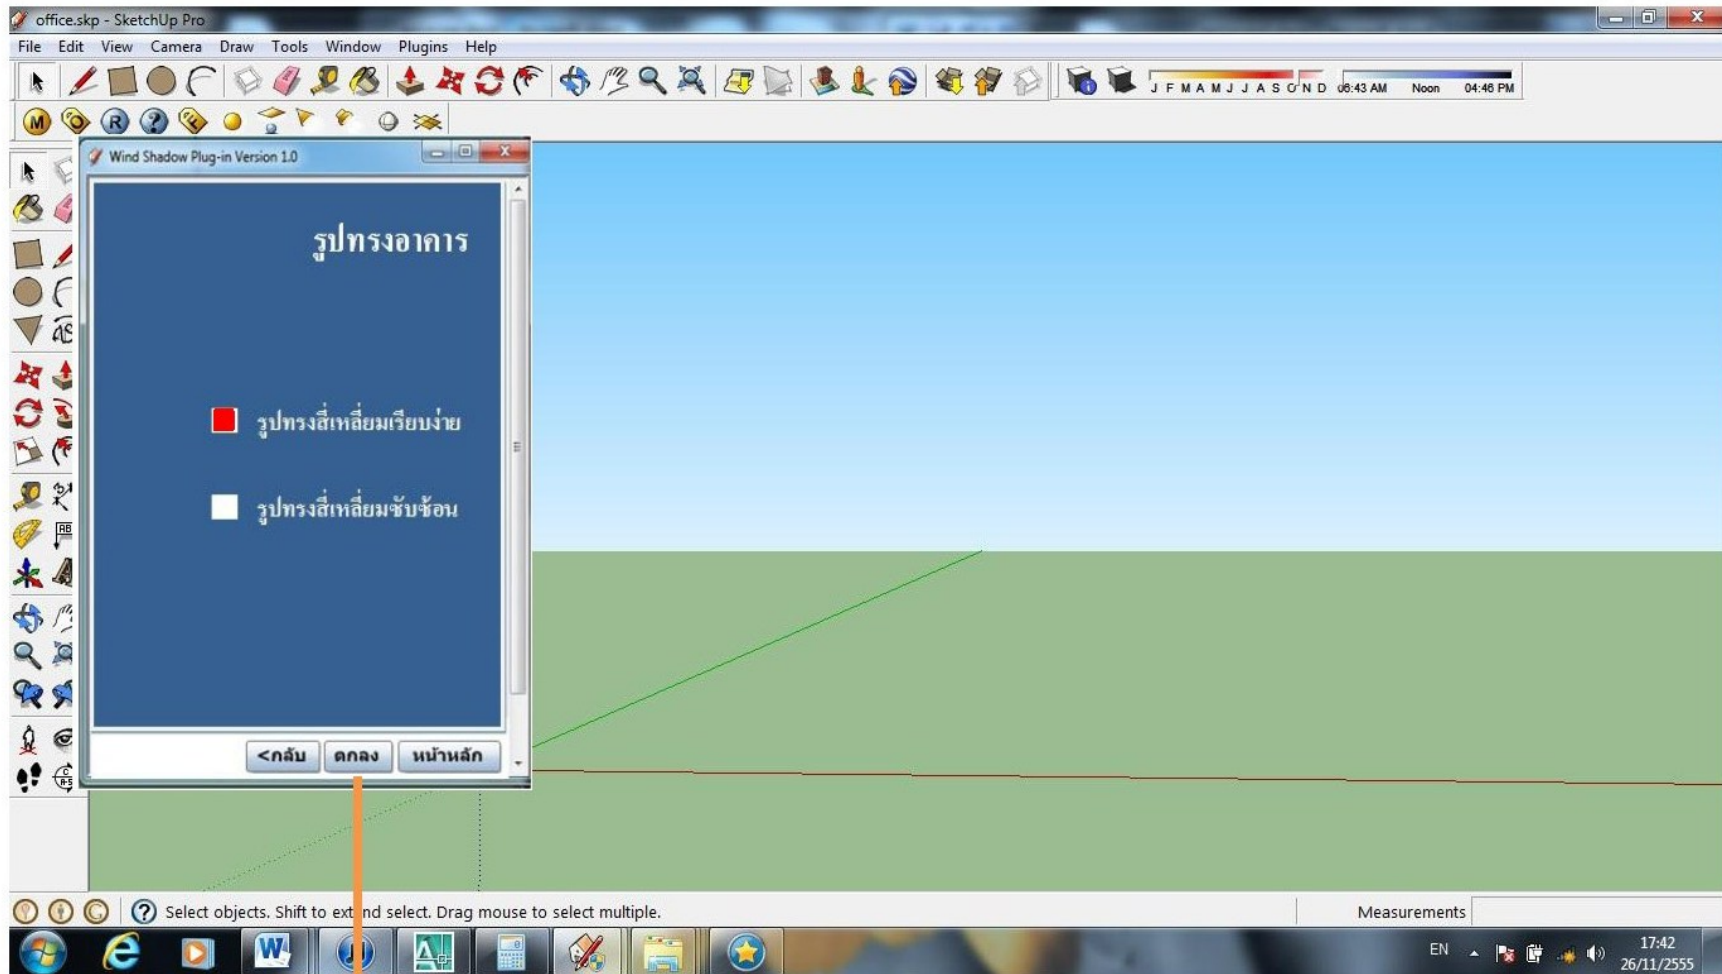 office.skp - SketchUp Pro
File Edit View Camera Draw Tools Window Plugins Help
J F M A M J J A S O N D 06:43 AM Noon 04:46 PM
M R ?
Wind Shadow Plug-in Version 1.0
รูปทรงอาคาร
รูปทรงสี่เหลี่ยมเรียบง่าย
รูปทรงสี่เหลี่ยมซับซ้อน
<กลับ ตกลง หน้าหลัก
Select objects. Shift to extend select. Drag mouse to select multiple.
Measurements
EN
17:42
26/11/2555